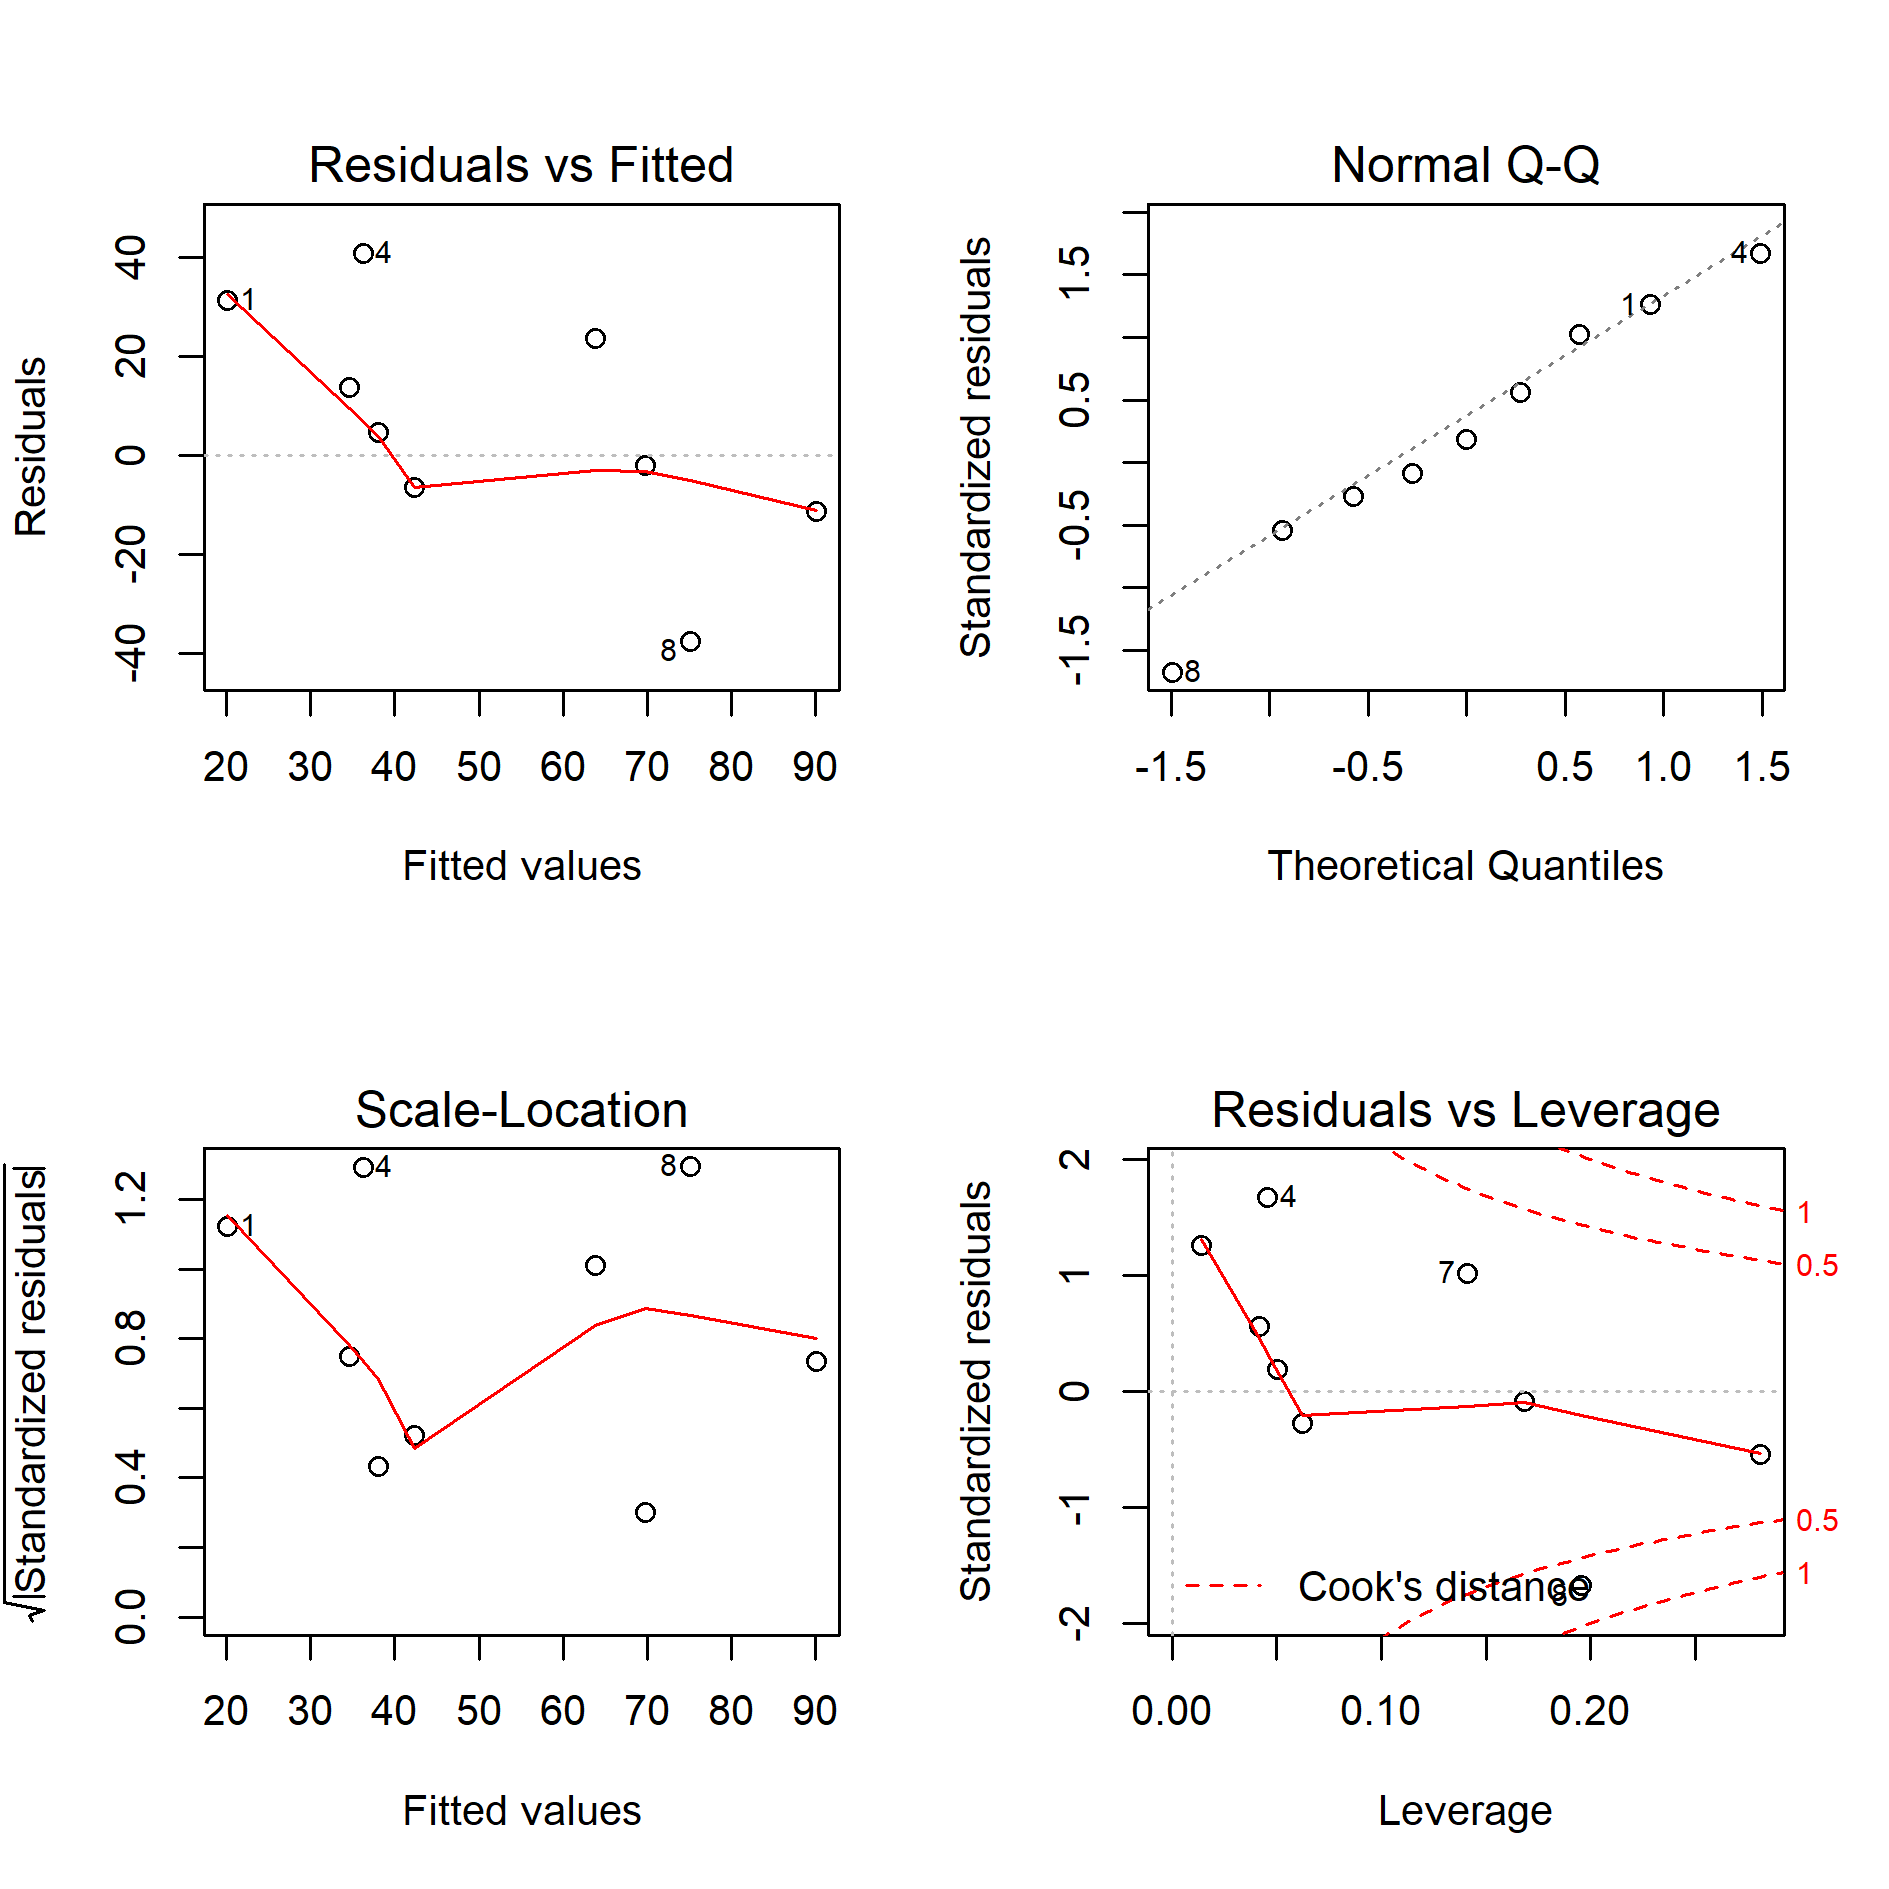 Residuals vs Fitted
Residuals
40
20
0
-20
-40
4
1
8
20 30 40 50 60 70 80 90
Fitted values
Normal Q-Q
Standardized residuals
1.5
0.5
-0.5
-1.5
4
1
8
-1.5 -0.5 0.5 1.0 1.5
Theoretical Quantiles
Scale-Location
√|Standardized residuals|
1.2
0.8
0.4
0.0
4
8
1
20 30 40 50 60 70 80 90
Fitted values
Residuals vs Leverage
Standardized residuals
2
1
0
-1
-2
4
7
8
1
0.5
0.5
1
Cook's distance
0.00 0.10 0.20
Leverage